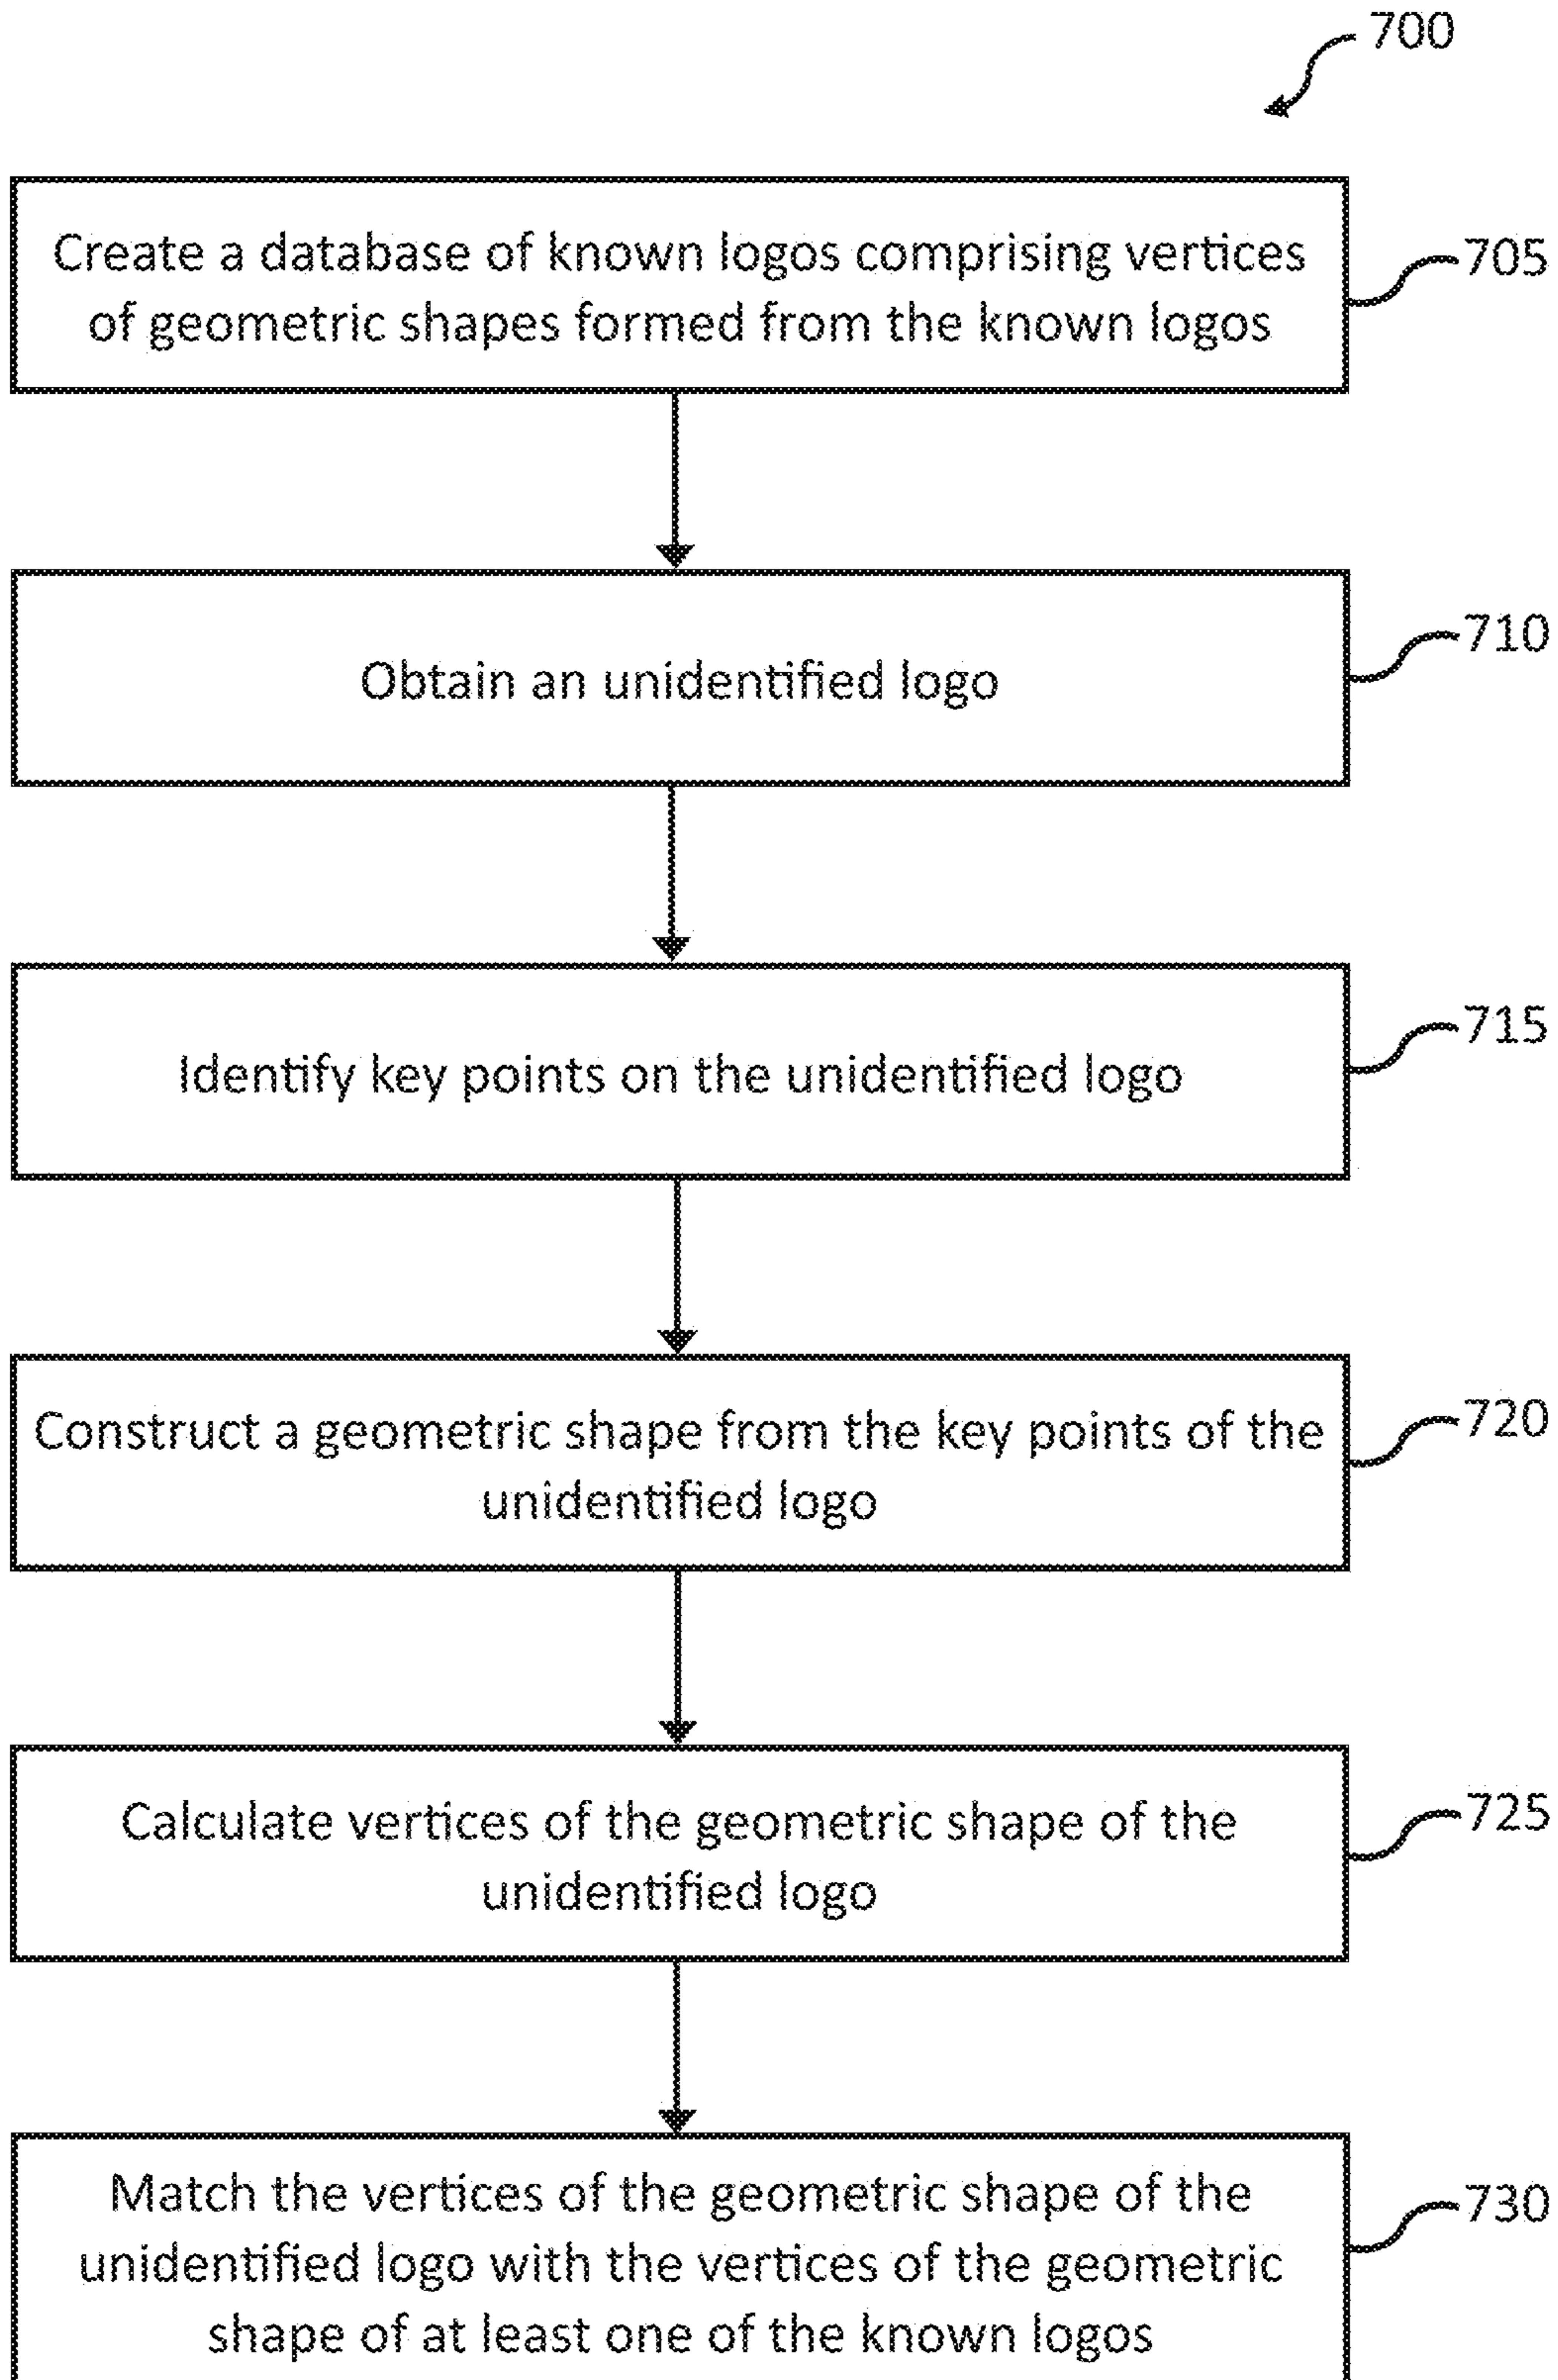 700
Create a database of known logos comprising vertices
of geometric shapes formed from the known logos
705
Obtain an unidentified logo
710
Identify key points on the unidentified logo
715
Construct a geometric shape from the key points of the
unidentified logo
720
Calculate vertices of the geometric shape of the
unidentified logo
725
Match the vertices of the geometric shape of the
unidentified logo with the vertices of the geometric
shape of at least one of the known logos
730